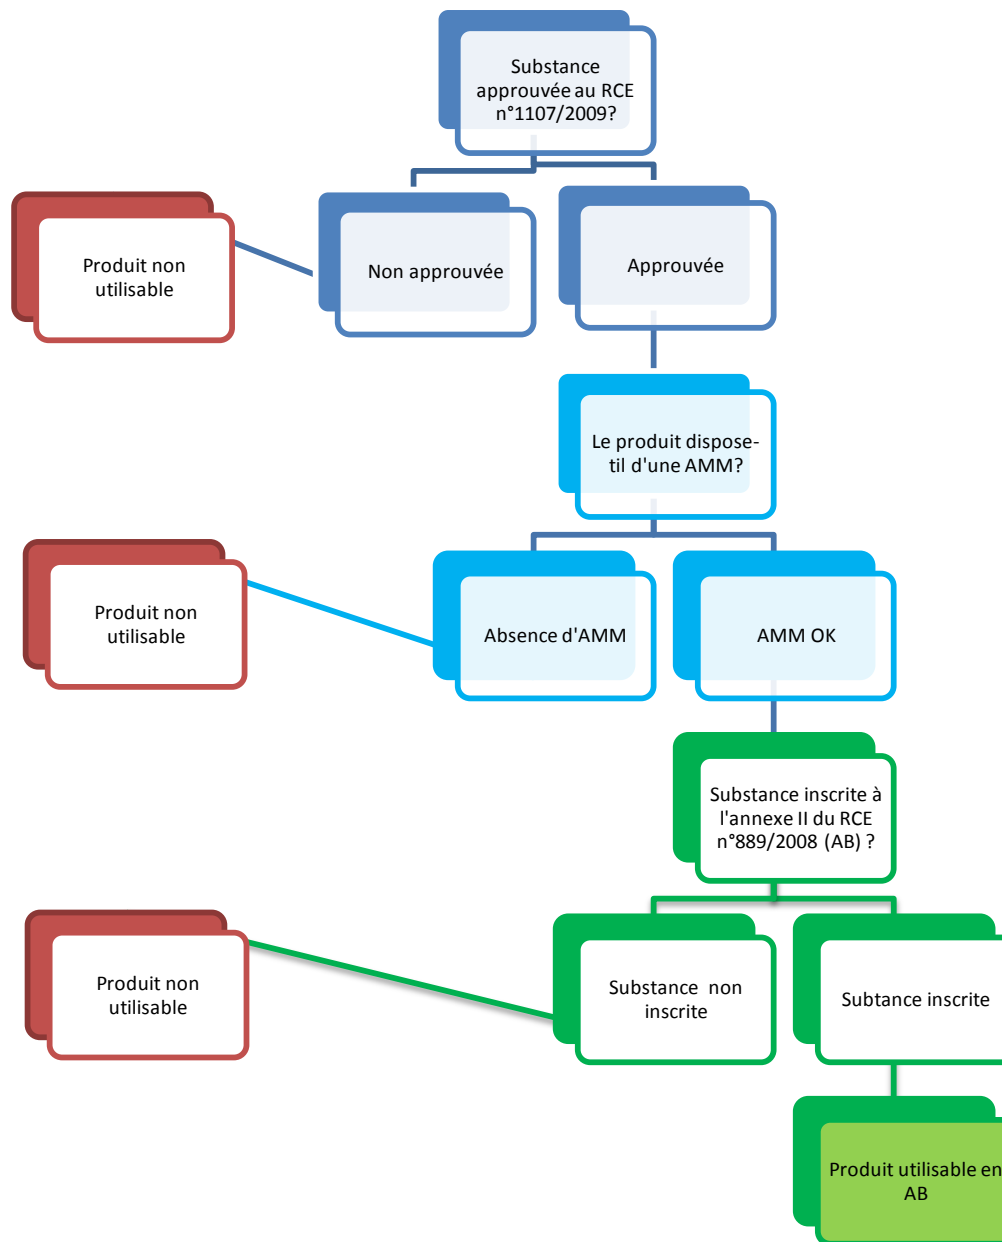 Substance
approuvée au RCE
n°1107/2009?
Produit non
utilisable
Non approuvée
Approuvée
Le produit dispose-
til d'une AMM?
Produit non
utilisable
Absence d'AMM
AMM OK
Substance inscrite à
l'annexe II du RCE
n°889/2008 (AB) ?
Produit non
utilisable
Substance  non
inscrite
Subtance inscrite
Produit utilisable en
AB